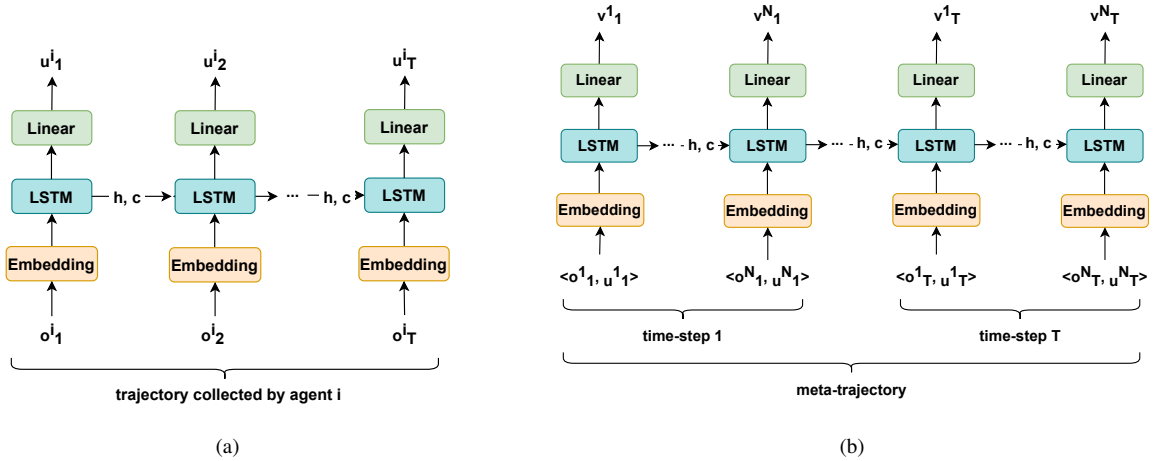 u^i_1 u^i_2 u^i_T
Linear Linear Linear
LSTM h, c LSTM ... h, c LSTM
Embedding Embedding Embedding
o^i_1 o^i_2 o^i_T
trajectory collected by agent i
(a)
v^1_1 v^N_1 v^1_T v^N_T
Linear Linear Linear Linear
LSTM ... h, c LSTM ... h, c LSTM ... h, c LSTM
Embedding Embedding Embedding Embedding
<o^1_1, u^1_1> <o^N_1, u^N_1> <o^1_T, u^1_T> <o^N_T, u^N_T>
time-step 1 time-step T
meta-trajectory
(b)